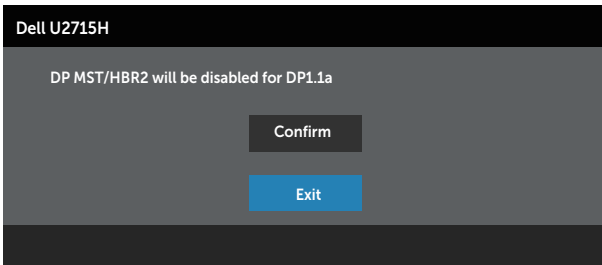 Dell U2715H
DP MST/HBR2 will be disabled for DP1.1a
Confirm
Exit